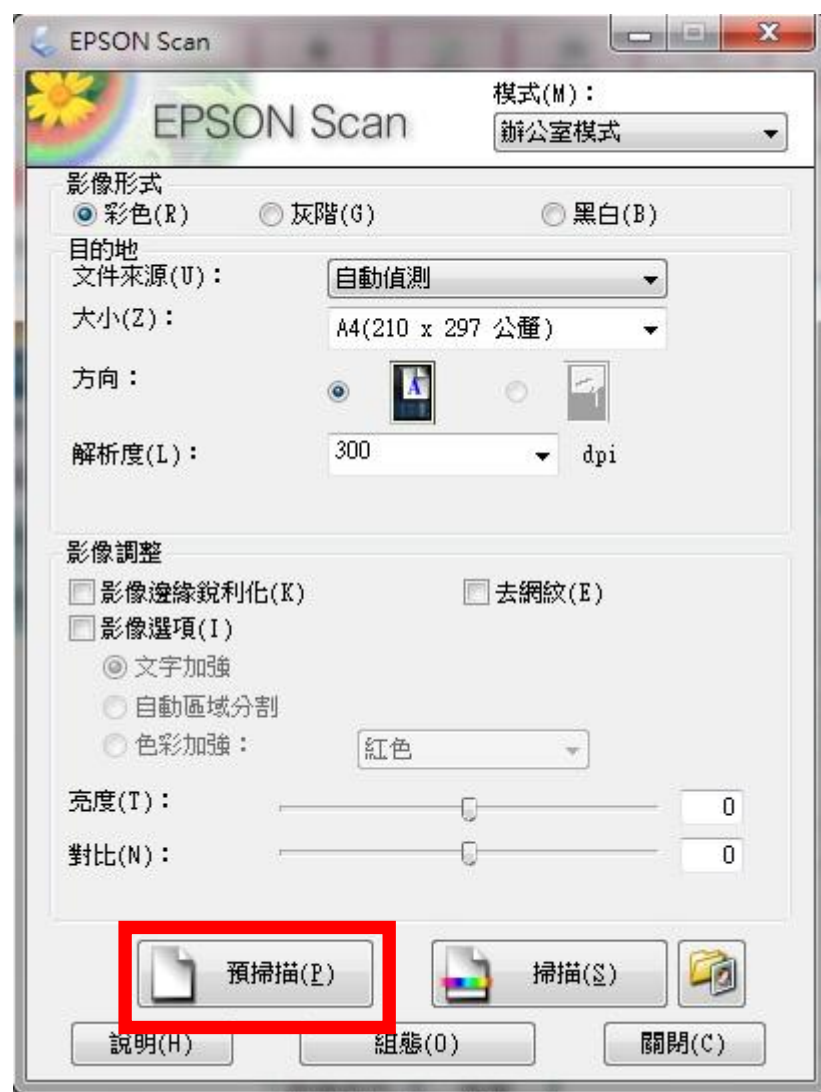 EPSON Scan
EPSON Scan
模式(M):
辦公室模式
影像形式
彩色(R) 灰階(G) 黑白(B)
目的地
文件來源(U): 自動偵測
大小(Z): A4(210 x 297 公釐)
方向:
A
解析度(L): 300 dpi
影像調整
影像邊緣銳利化(K) 去網紋(E)
影像選項(I)
文字加強
自動區域分割
色彩加強: 紅色
亮度(T): 0
對比(N): 0
預掃描(P) 掃描(S)
說明(H) 組態(O) 關閉(C)